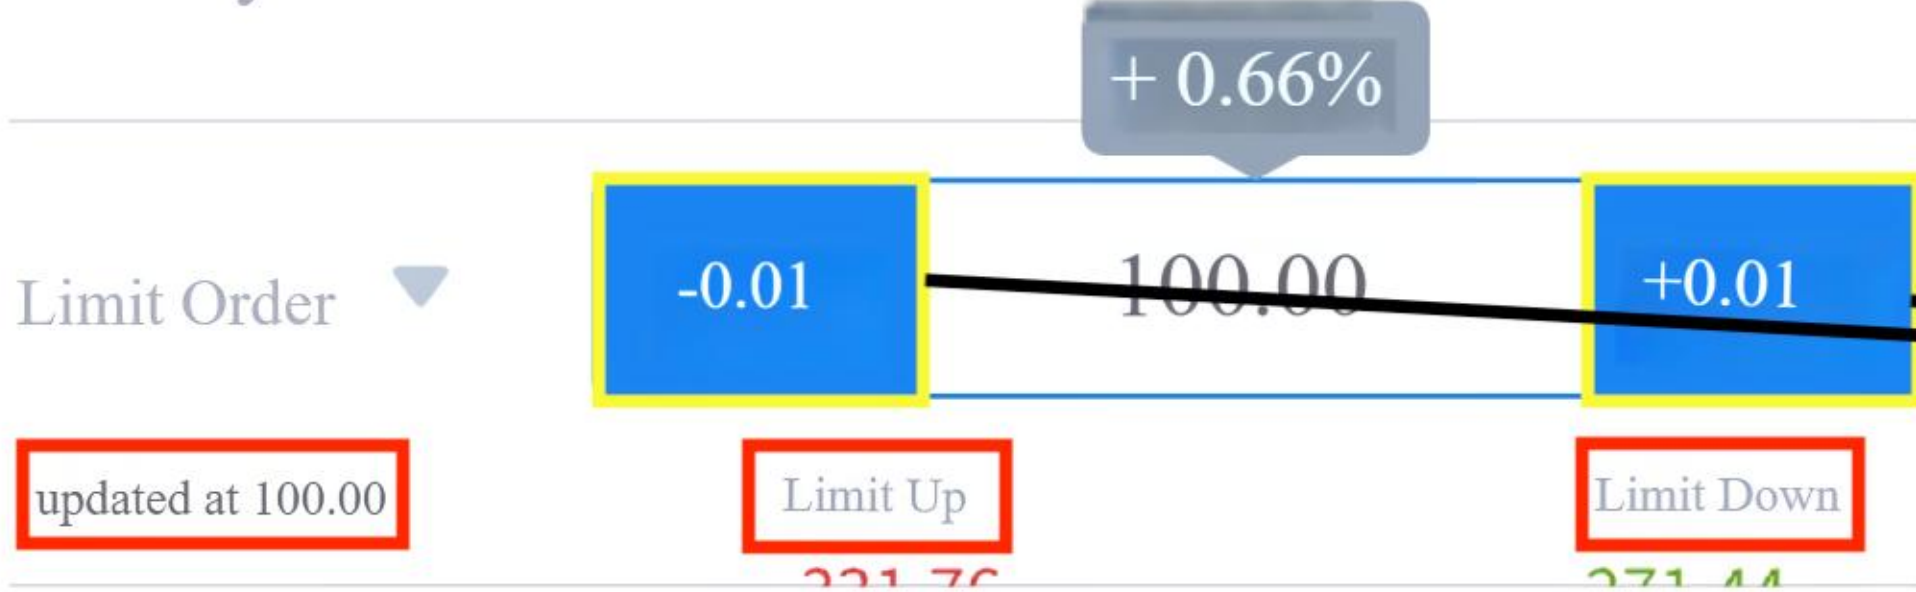 + 0.66%
Limit Order -0.01 100.00 +0.01
updated at 100.00 Limit Up Limit Down